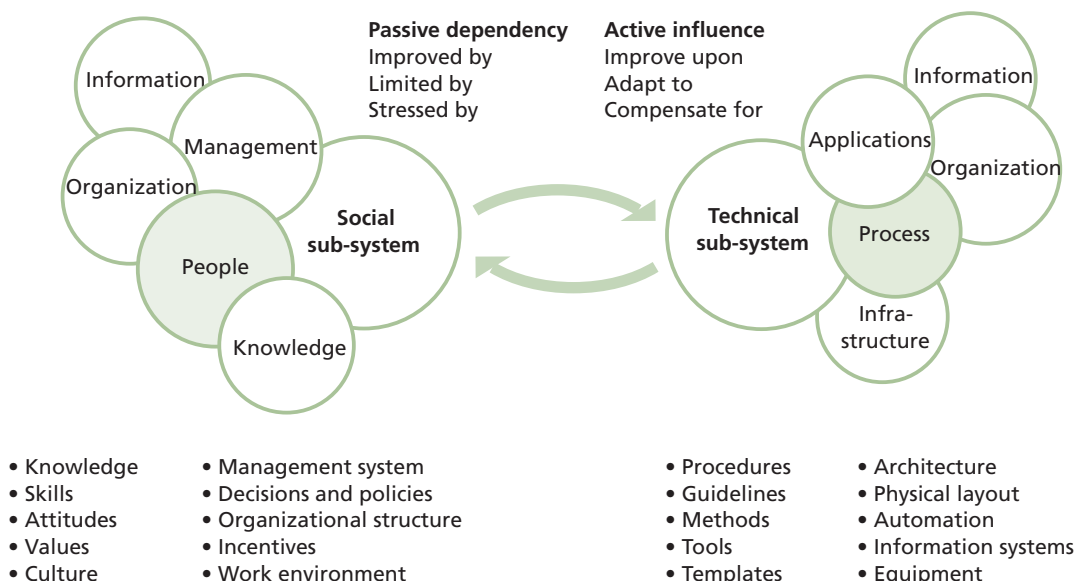 Passive dependency
Improved by
Limited by
Stressed by
Active influence
Improve upon
Adapt to
Compensate for
Information
Management
Organization
People
Knowledge
Social
sub-system
Technical
sub-system
Applications
Information
Organization
Process
Infra-
structure
• Knowledge
• Skills
• Attitudes
• Values
• Culture
• Management system
• Decisions and policies
• Organizational structure
• Incentives
• Work environment
• Procedures
• Guidelines
• Methods
• Tools
• Templates
• Architecture
• Physical layout
• Automation
• Information systems
• Equipment